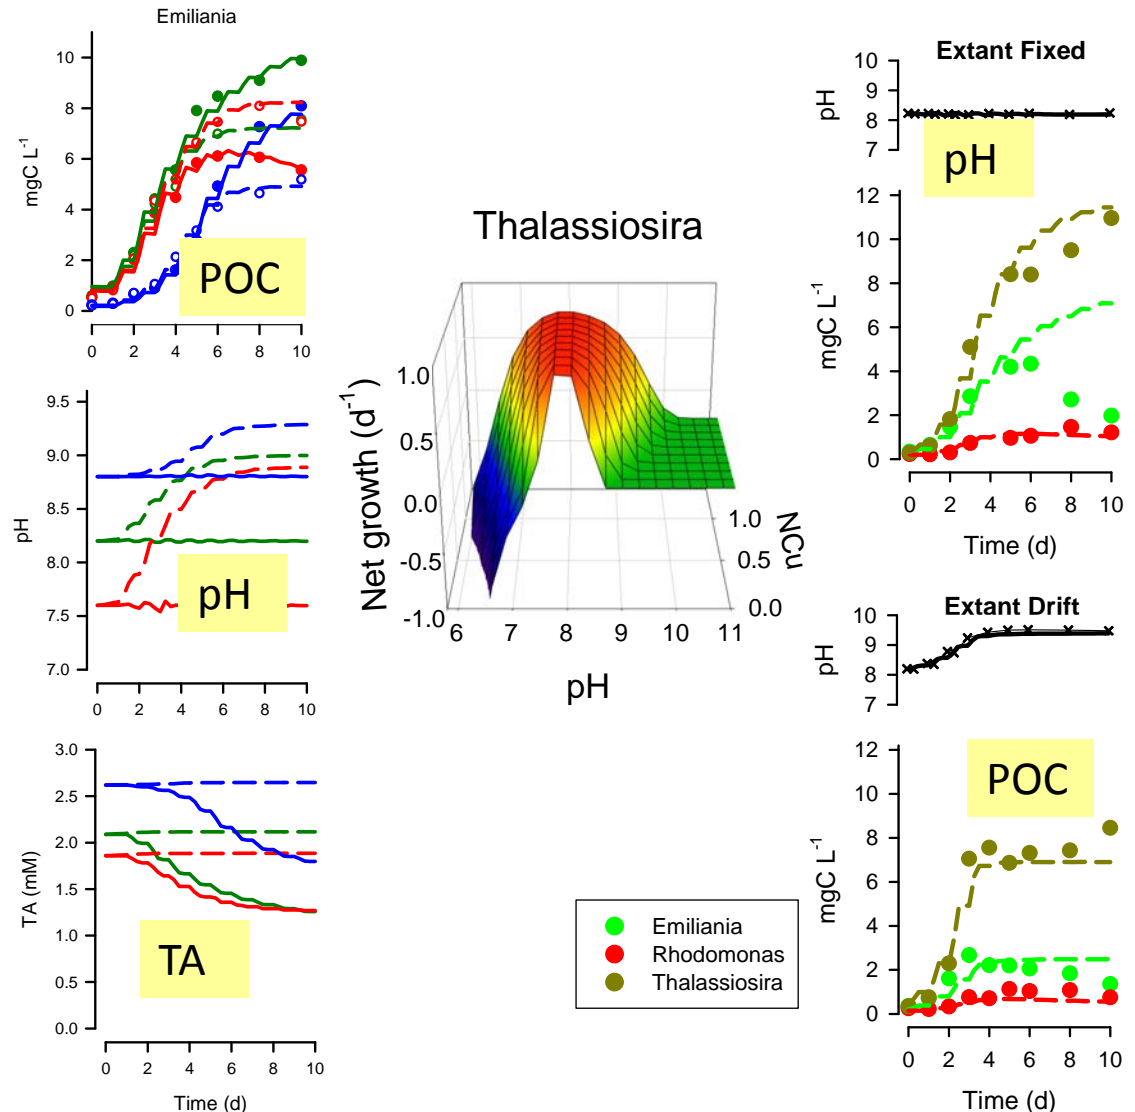 Emiliania
10
8
6
4
2
0
mgC L⁻¹
POC
0 2 4 6 8 10
9.5
9.0
8.5
8.0
7.5
7.0
pH
pH
0 2 4 6 8 10
3.0
2.5
2.0
1.5
1.0
0.5
0.0
TA (mM)
TA
0 2 4 6 8 10
Time (d)
Thalassiosira
1.0
0.5
0.0
-0.5
-1.0
Net growth (d⁻¹)
6 7 8 9 10 11
pH
1.0
0.5
0.0
NCu
Emiliania
Rhodomonas
Thalassiosira
Extant Fixed
10
9
8
7
pH
pH
12
10
8
6
4
2
0
mgC L⁻¹
0 2 4 6 8 10
Time (d)
Extant Drift
10
9
8
7
pH
12
10
8
6
4
2
0
mgC L⁻¹
POC
0 2 4 6 8 10
Time (d)